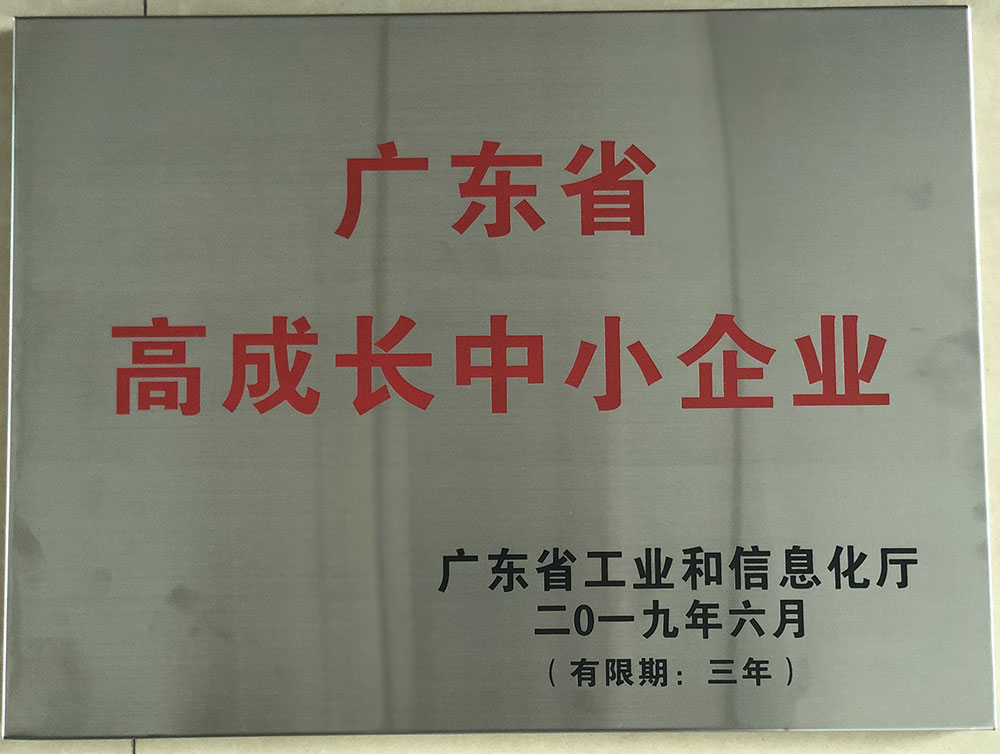 广东省
高成长中小企业
广东省工业和信息化厅
二0一九年六月
（有限期：三年）